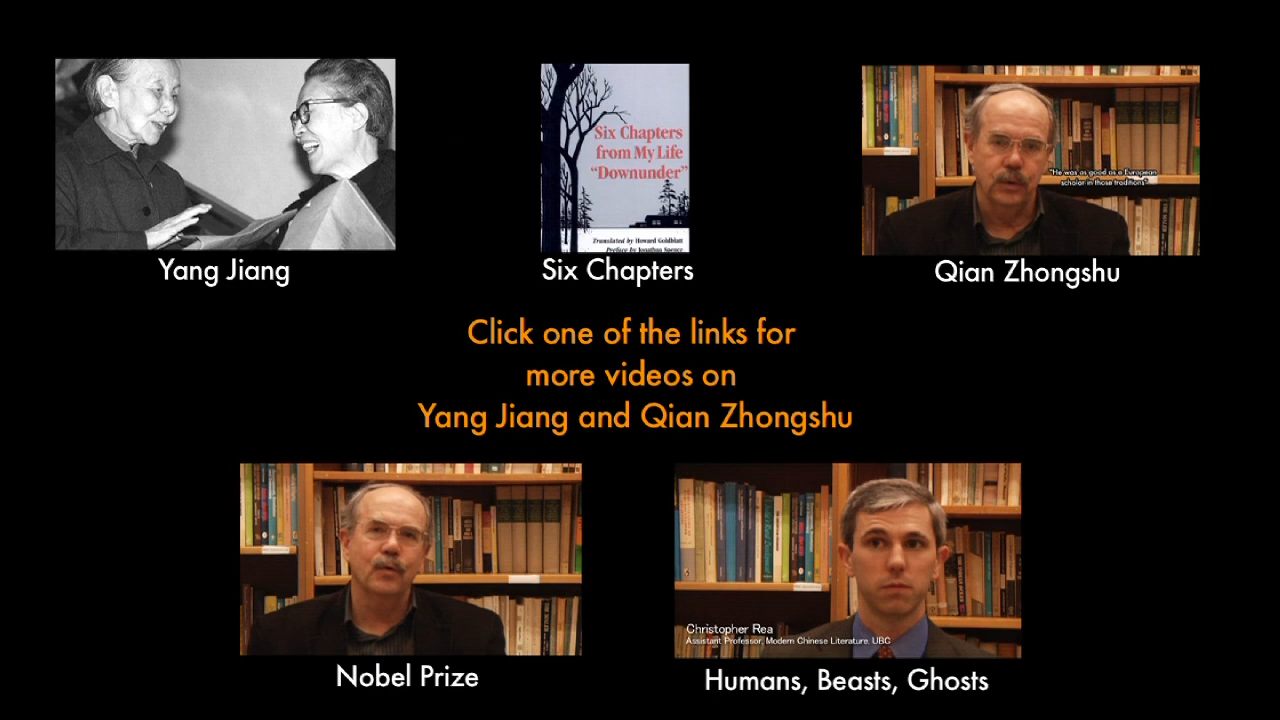 Six Chapters
from My Life
“Downunder”
Translated by Howard Goldblatt
Preface by Jonathan Spence
"He was as good as a European
scholar in those traditions"
Yang Jiang
Six Chapters
Qian Zhongshu
Click one of the links for
more videos on
Yang Jiang and Qian Zhongshu
Christopher Rea
Assistant Professor, Modern Chinese Literature, UBC
Nobel Prize
Humans, Beasts, Ghosts